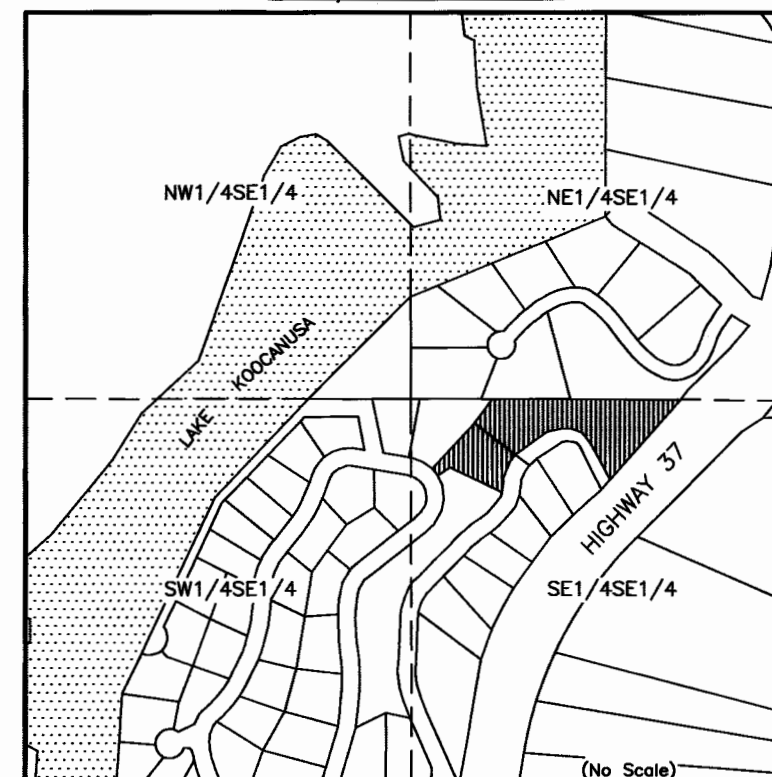 NW1/4SE1/4
NE1/4SE1/4
LAKE KOOCANUSA
HIGHWAY 37
SW1/4SE1/4
SE1/4SE1/4
(No Scale)